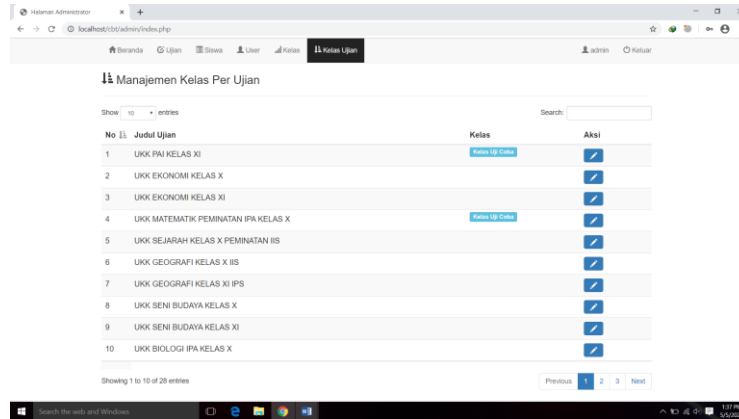 Halaman Administrator
localhost/cbt/admin/index.php
Beranda Ujian Siswa User Kelas Kelas Ujian admin Keluar
Manajemen Kelas Per Ujian
Show 10 entries Search:
No Judul Ujian Kelas Aksi
1 UKK PAI KELAS XI Kelas Uji Coba
2 UKK EKONOMI KELAS X
3 UKK EKONOMI KELAS XI
4 UKK MATEMATIK PEMINATAN IPA KELAS X Kelas Uji Coba
5 UKK SEJARAH KELAS X PEMINATAN IIS
6 UKK GEOGRAFI KELAS X IIS
7 UKK GEOGRAFI KELAS XI IPS
8 UKK SENI BUDAYA KELAS X
9 UKK SENI BUDAYA KELAS XI
10 UKK BIOLOGI IPA KELAS X
Showing 1 to 10 of 28 entries Previous 1 2 3 Next
Search the web and Windows 1:37